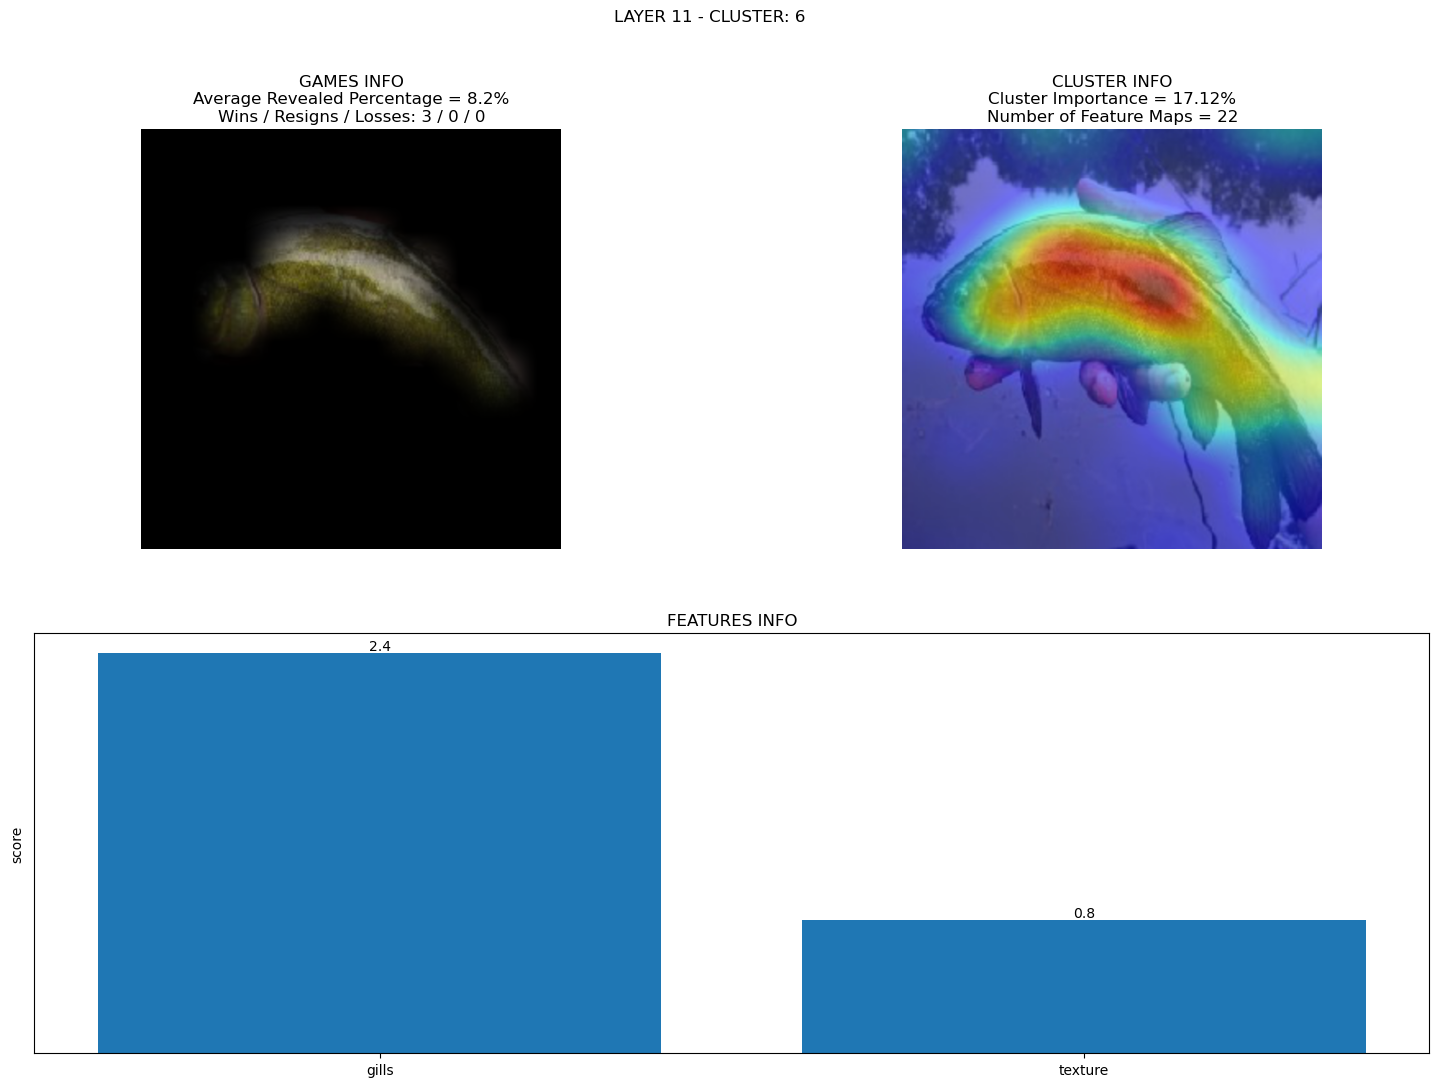 LAYER 11 - CLUSTER: 6
GAMES INFO
Average Revealed Percentage = 8.2%
Wins / Resigns / Losses: 3 / 0 / 0
CLUSTER INFO
Cluster Importance = 17.12%
Number of Feature Maps = 22
FEATURES INFO
score
2.4
0.8
gills
texture